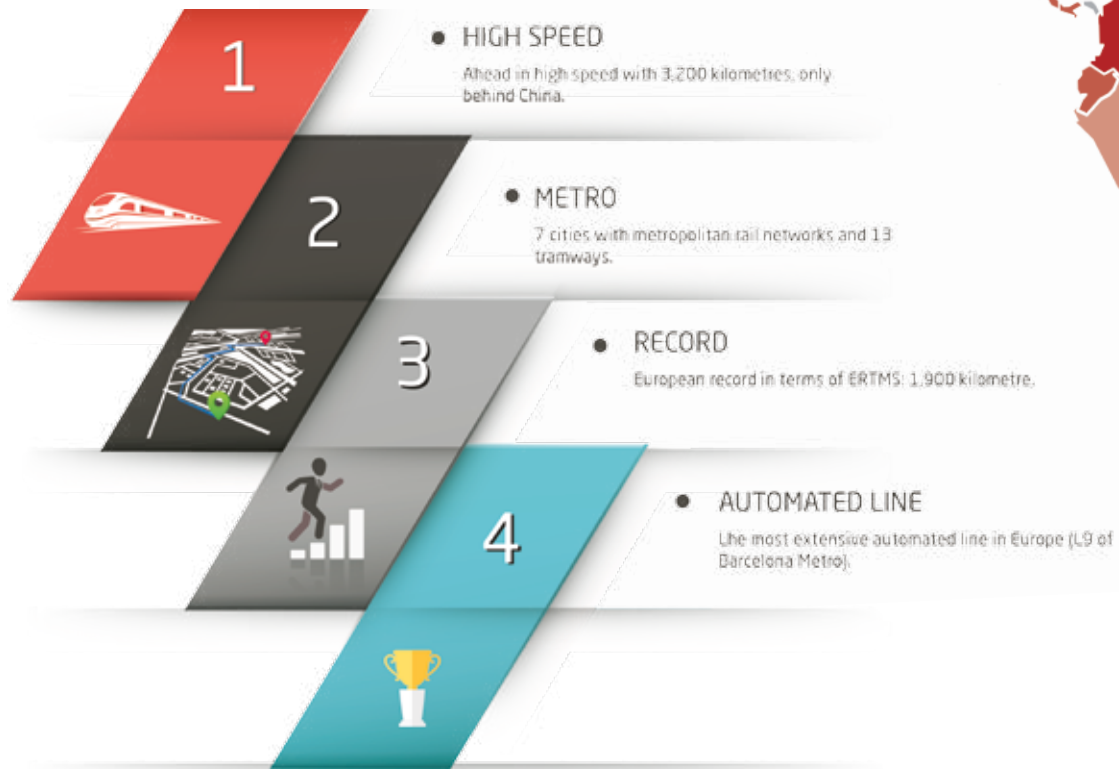 1
HIGH SPEED
Ahead in high speed with 3,200 kilometres, only
behind China.
2
METRO
7 cities with metropolitan rail networks and 13
tramways.
3
RECORD
European record in terms of ERTMS: 1,900 kilometre.
4
AUTOMATED LINE
Lhe most extensive automated line in Europe (L9 of
Barcelona Metro).